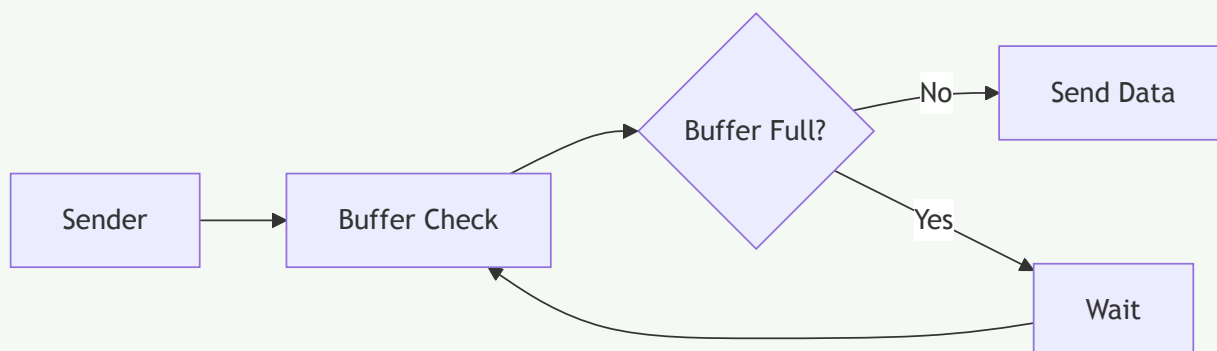 Sender
Buffer Check
Buffer Full?
No
Send Data
Yes
Wait